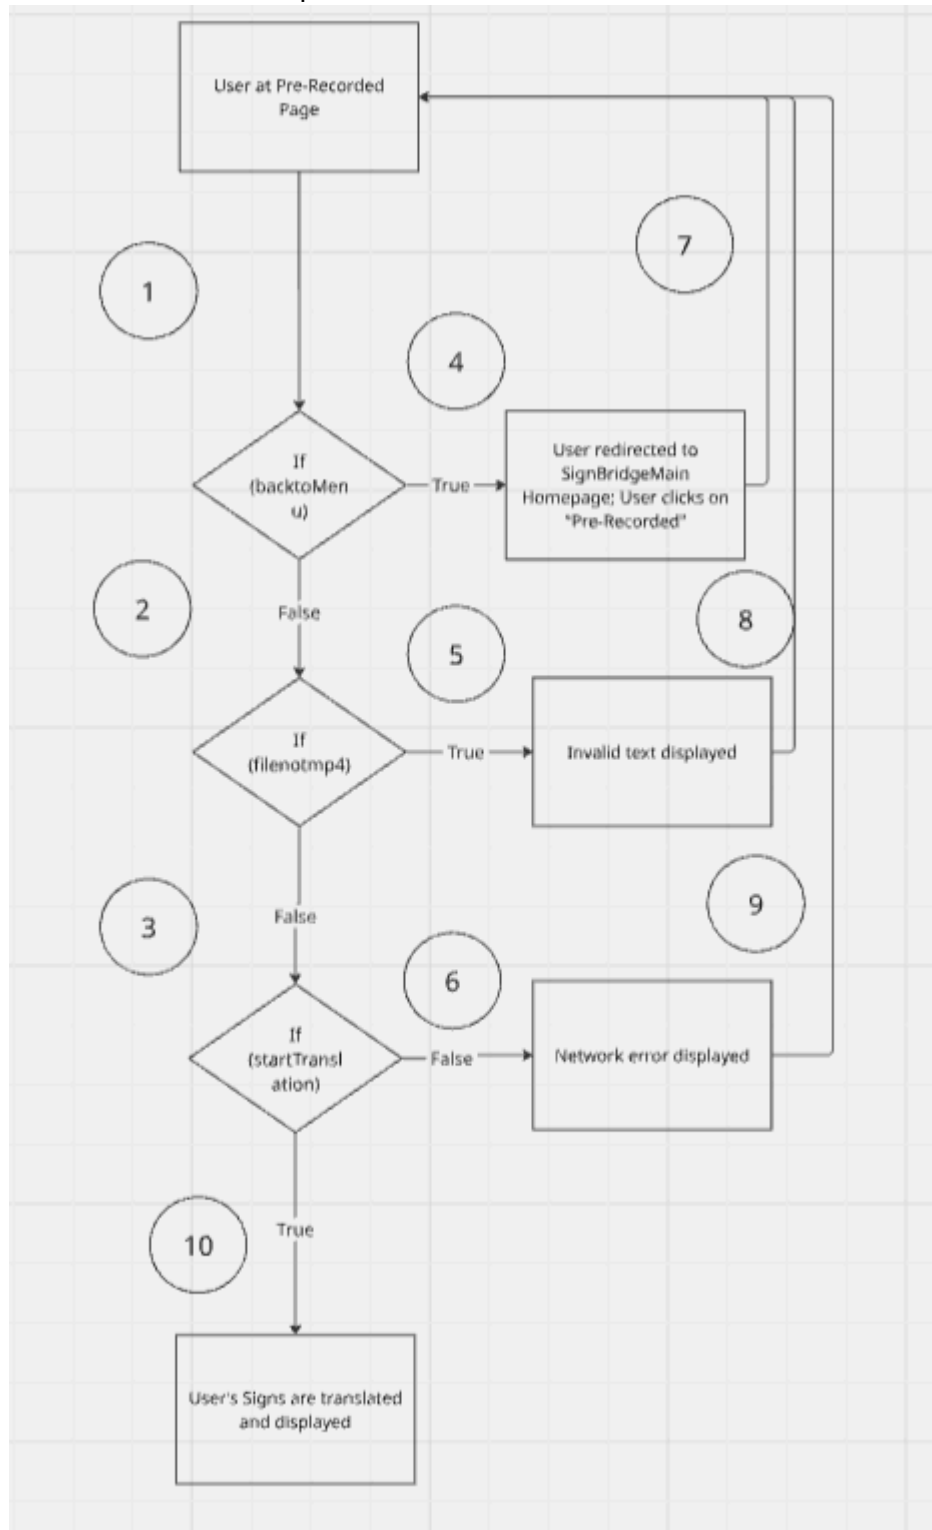 User at Pre-Recorded
Page
7
1
4
User redirected to
SignBridgeMain
Homepage; User clicks on
"Pre-Recorded"
If
(backtoMen
u)
True
2
False
8
5
If
(filenotmp4)
True
Invalid text displayed
9
3
False
6
If
(startTransl
ation)
False
Network error displayed
10
True
User's Signs are translated
and displayed